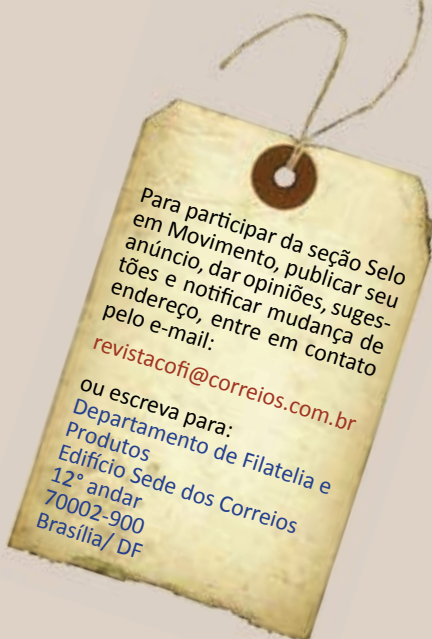 Para participar da seção Selo
em Movimento, publicar seu
anúncio, dar opiniões, suges-
tões e notificar mudança de
endereço, entre em contato
pelo e-mail:
revistacofi@correios.com.br
ou escreva para:
Departamento de Filatelia e
Produtos
Edifício Sede dos Correios
12° andar
70002-900
Brasília/ DF